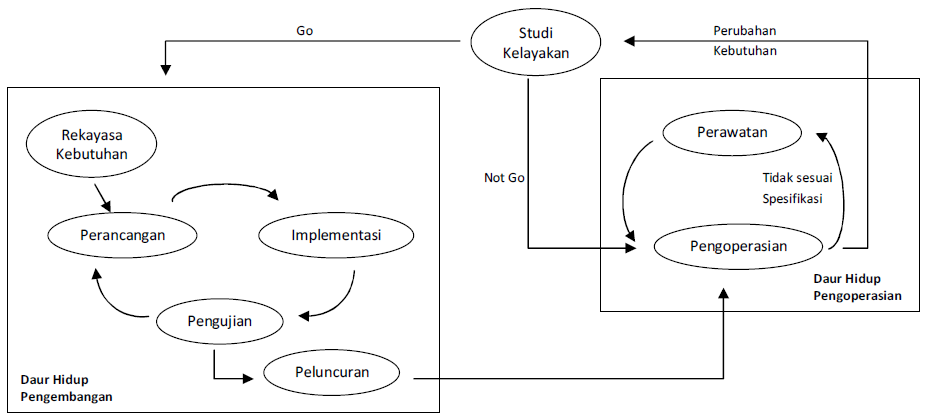 Go
Studi
Kelayakan
Perubahan
Kebutuhan
Rekayasa
Kebutuhan
Perancangan
Implementasi
Pengujian
Peluncuran
Daur Hidup
Pengembangan
Not Go
Perawatan
Tidak sesuai
Spesifikasi
Pengoperasian
Daur Hidup
Pengoperasian